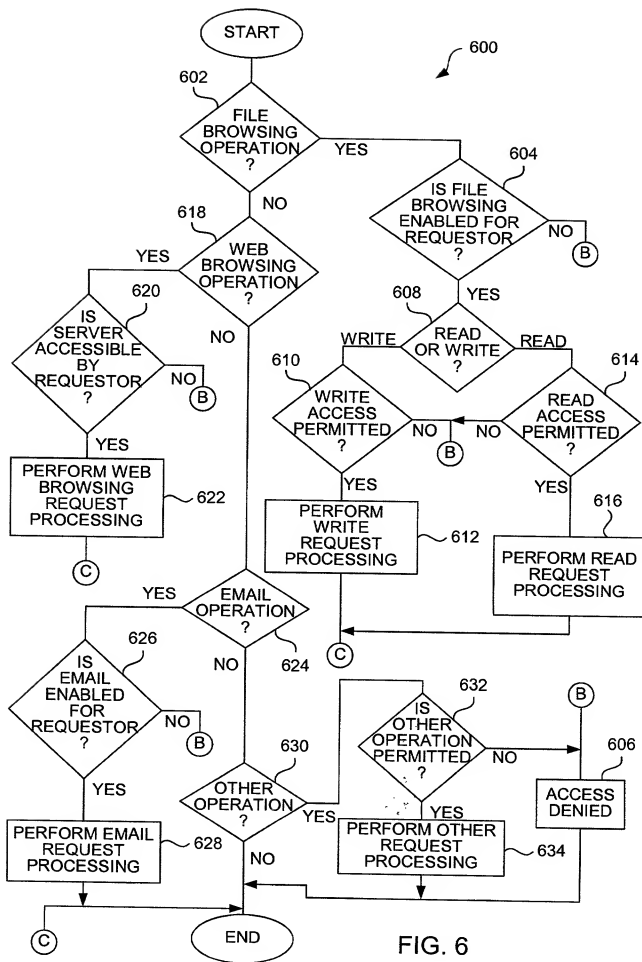 START
600
602
FILE
BROWSING
OPERATION
?
YES
NO
604
IS FILE
BROWSING
ENABLED FOR
REQUESTOR
?
NO
B
YES
618
WEB
BROWSING
OPERATION
?
YES
NO
608
READ
OR WRITE
?
WRITE
READ
620
IS
SERVER
ACCESSIBLE
BY
REQUESTOR
?
NO
B
YES
610
WRITE
ACCESS
PERMITTED
?
NO
B
YES
614
READ
ACCESS
PERMITTED
?
NO
YES
PERFORM WEB
BROWSING
REQUEST
PROCESSING
622
C
PERFORM
WRITE
REQUEST
PROCESSING
612
616
PERFORM READ
REQUEST
PROCESSING
C
EMAIL
OPERATION
?
YES
NO
624
626
IS
EMAIL
ENABLED
FOR
REQUESTOR
?
NO
B
YES
630
OTHER
OPERATION
?
YES
NO
632
IS
OTHER
OPERATION
PERMITTED
?
NO
YES
B
606
ACCESS
DENIED
PERFORM EMAIL
REQUEST
PROCESSING
628
PERFORM OTHER
REQUEST
PROCESSING
634
C
END
FIG. 6